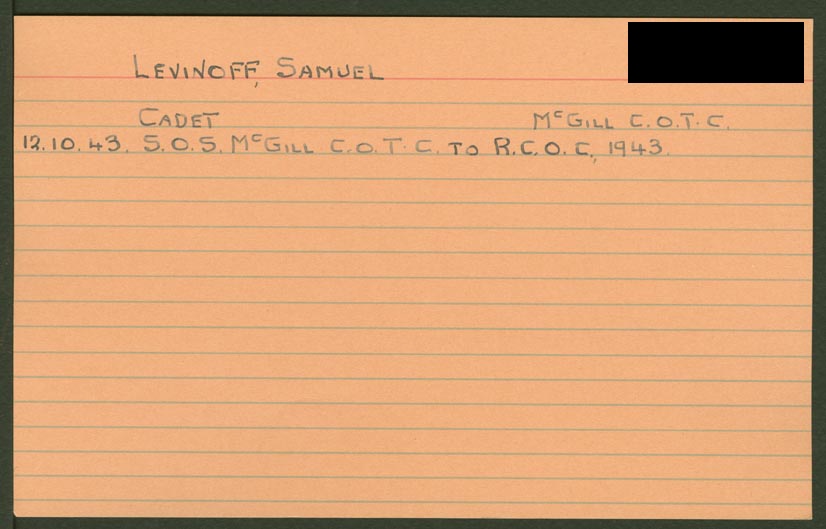 LEVINOFF, SAMUEL
CADET McGILL C.O.T.C.
12.10.43. S.O.S. McGILL C.O.T.C. TO R.C.O.C., 1943.